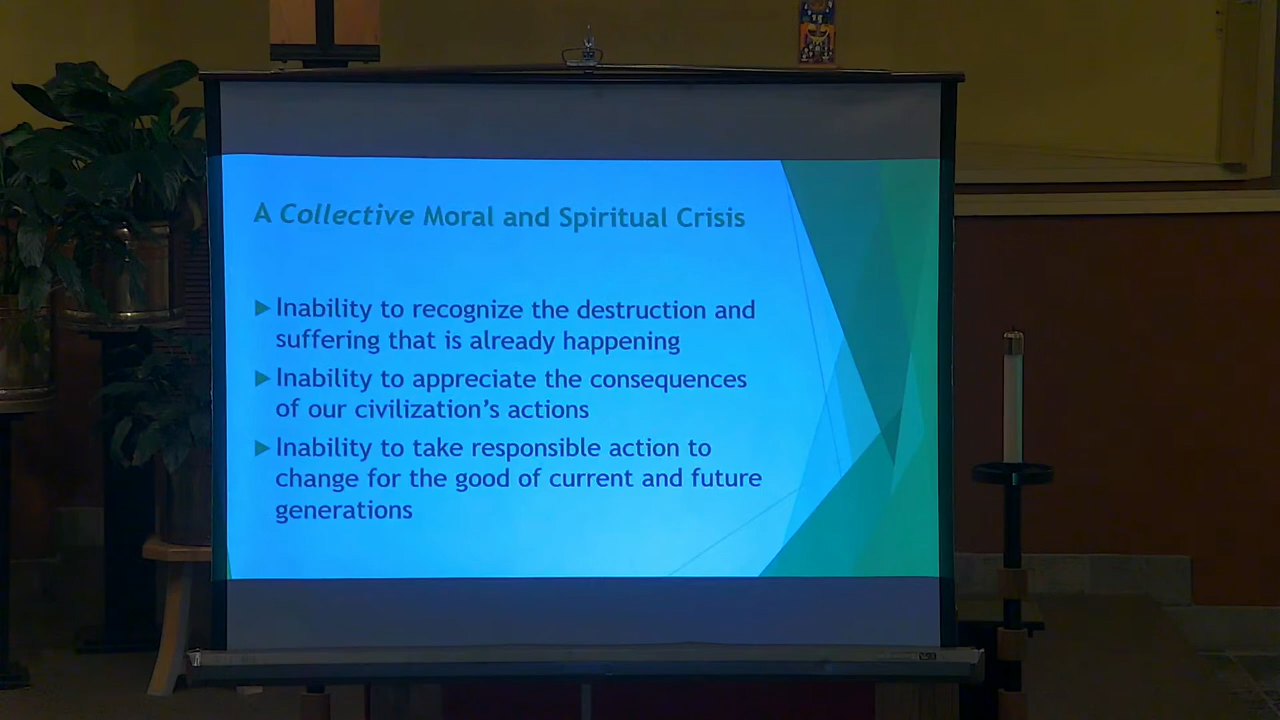 A Collective Moral and Spiritual Crisis
Inability to recognize the destruction and
suffering that is already happening
Inability to appreciate the consequences
of our civilization’s actions
Inability to take responsible action to
change for the good of current and future
generations